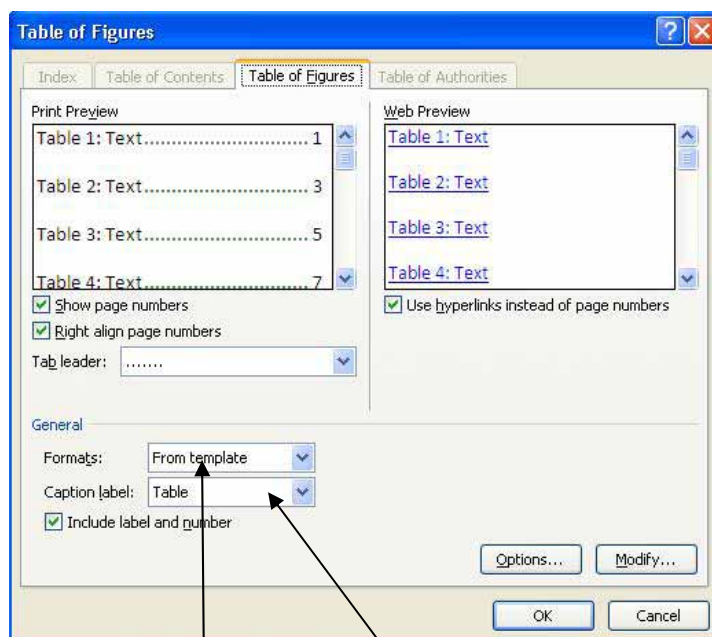 Table of Figures
Index Table of Contents Table of Figures Table of Authorities
Print Preview
Table 1: Text.................................... 1
Table 2: Text.................................... 3
Table 3: Text.................................... 5
Table 4: Text.................................... 7
Web Preview
Table 1: Text
Table 2: Text
Table 3: Text
Table 4: Text
Show page numbers
Right align page numbers
Tab leader: .......
Use hyperlinks instead of page numbers
General
Formats: From template
Caption label: Table
Include label and number
Options... Modify...
OK Cancel